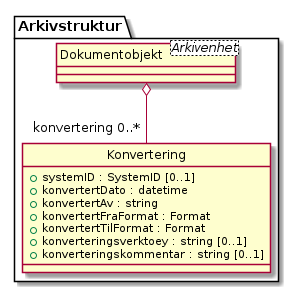 Arkivstruktur
Arkivenhet
Dokumentobjekt
konvertering 0..*
Konvertering
systemID : SystemID [0..1]
konvertertDato : datetime
konvertertAv : string
konvertertFraFormat : Format
konvertertTilFormat : Format
konverteringsverktoey : string [0..1]
konverteringskommentar : string [0..1]